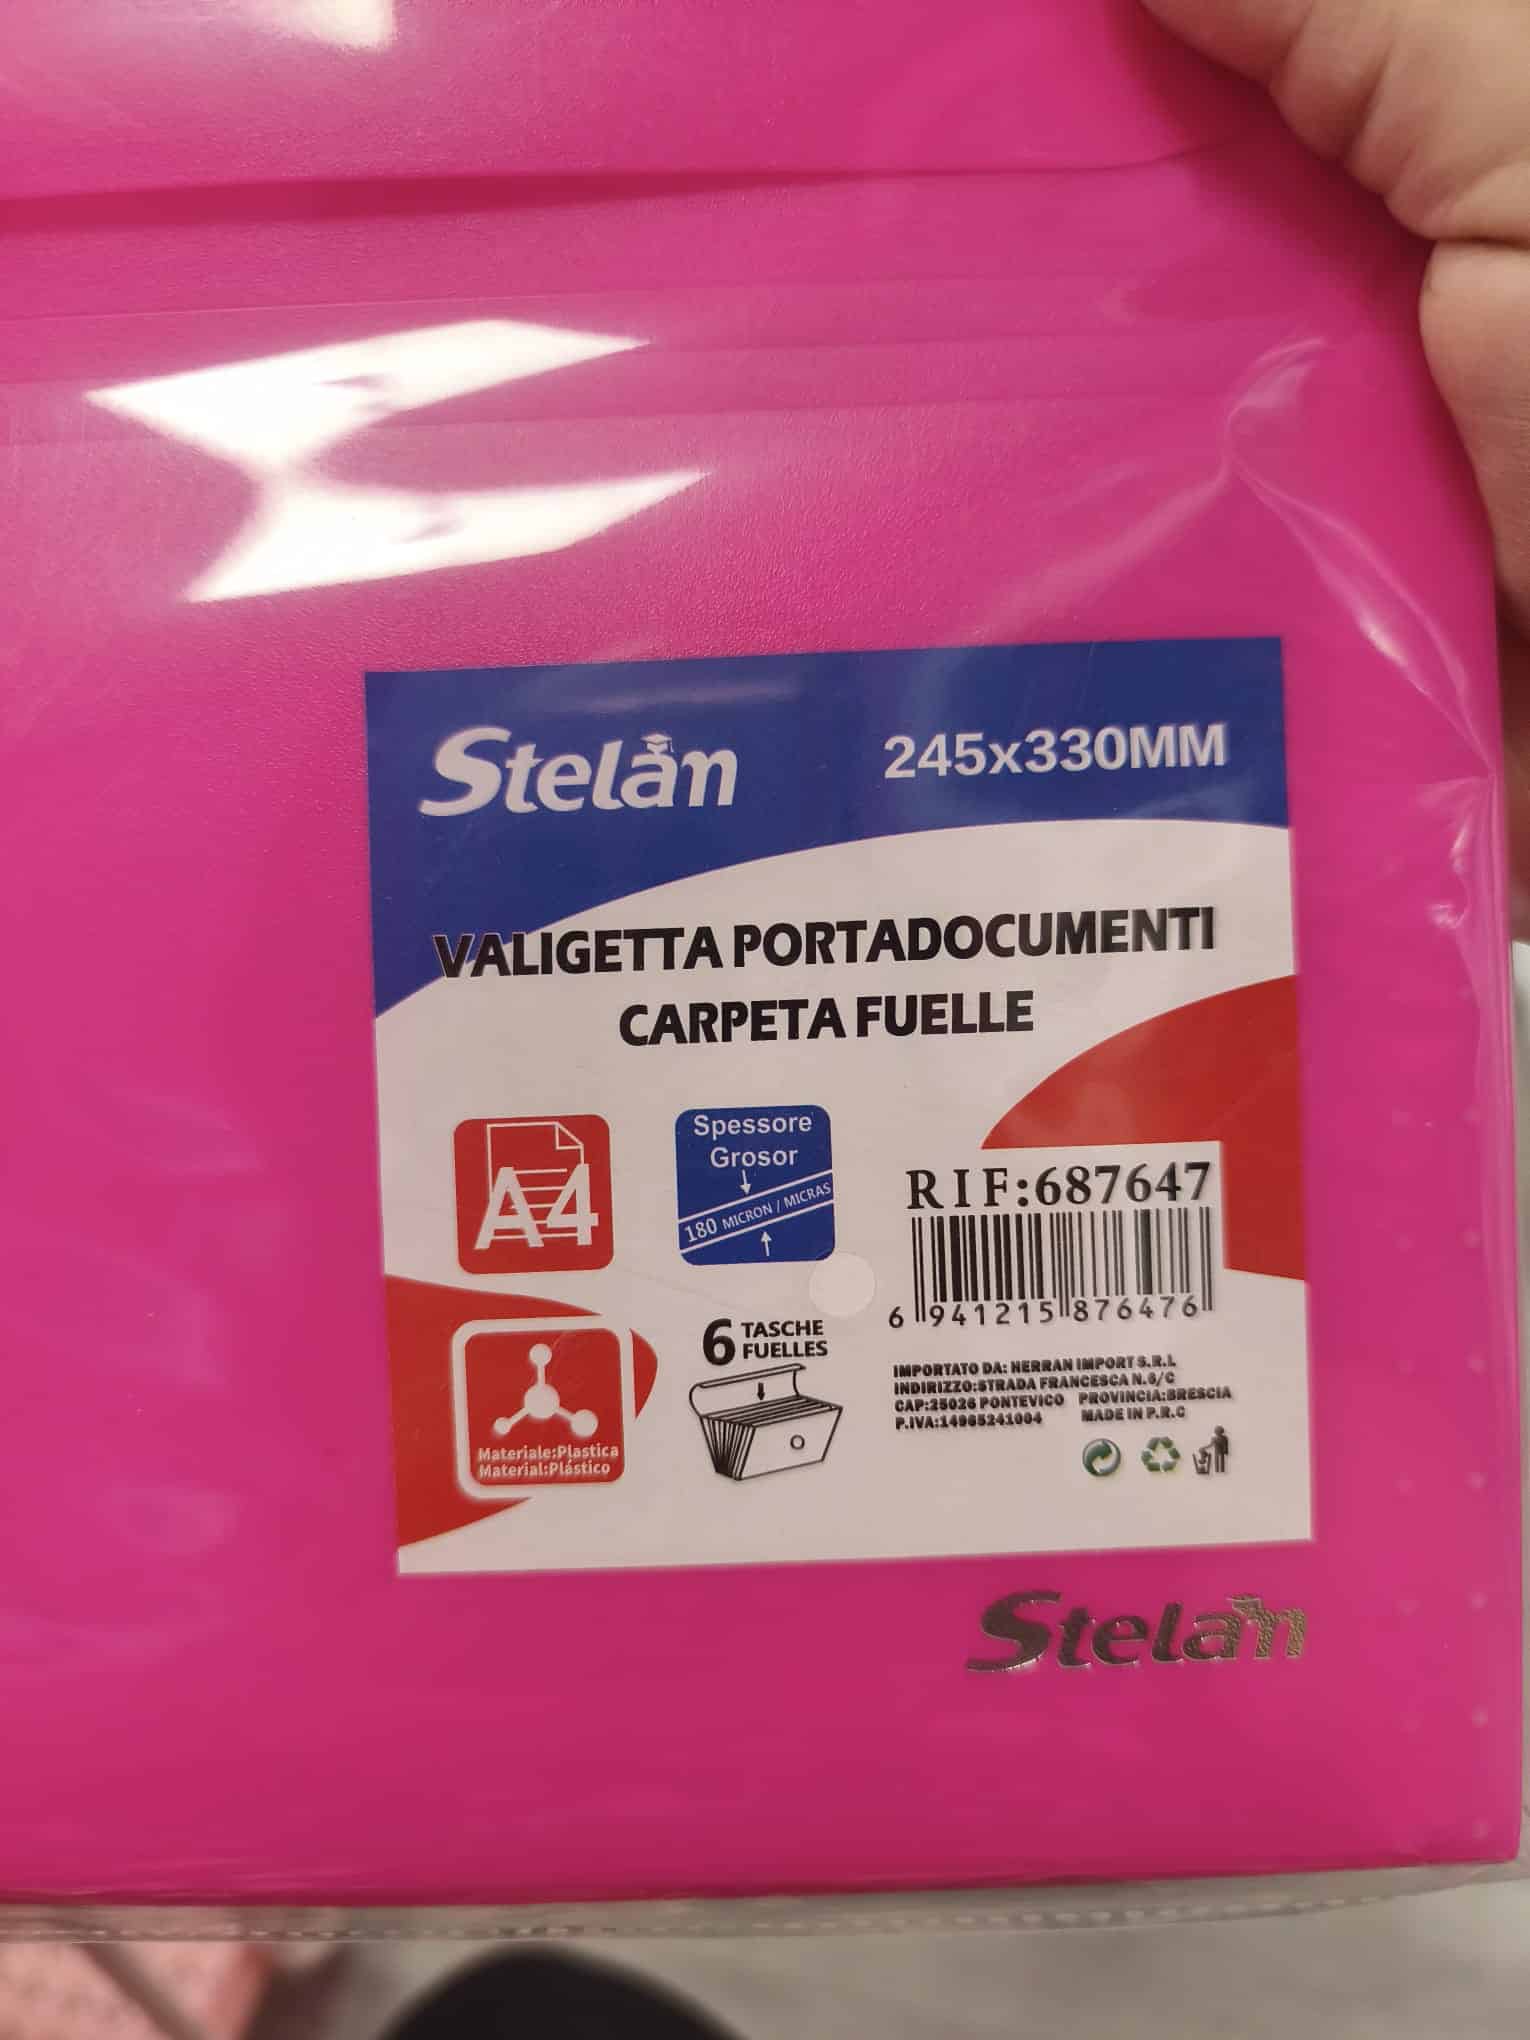 Stelan
245x330MM
VALIGETTA PORTADOCUMENTI
CARPETA FUELLE
A4
Spessore
Grosor
180 MICRON / MICRAS
RIF:687647
6 941215 876476
6 TASCHE
FUELLES
Materiale:Plastica
Material:Plástico
IMPORTATO DA: HERRAN IMPORT S.R.L
INDIRIZZO:STRADA FRANCESCA N.6/C
CAP:25026 PONTEVICO PROVINCIA:BRESCIA
P.IVA:14965241004 MADE IN P.R.C
Stelan